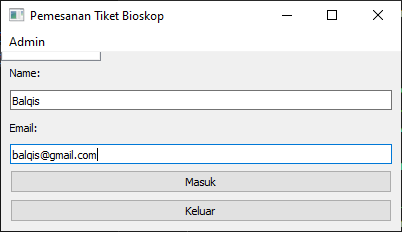 Pemesanan Tiket Bioskop
Admin
Name:
Balqis
Email:
balqis@gmail.com
Masuk
Keluar